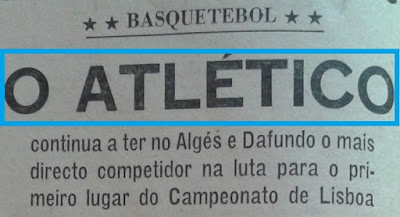 ★ ★ BASQUETEBOL ★ ★
O ATLÉTICO
continua a ter no Algés e Dafundo o mais
directo competidor na luta para o pri-
meiro lugar do Campeonato de Lisboa